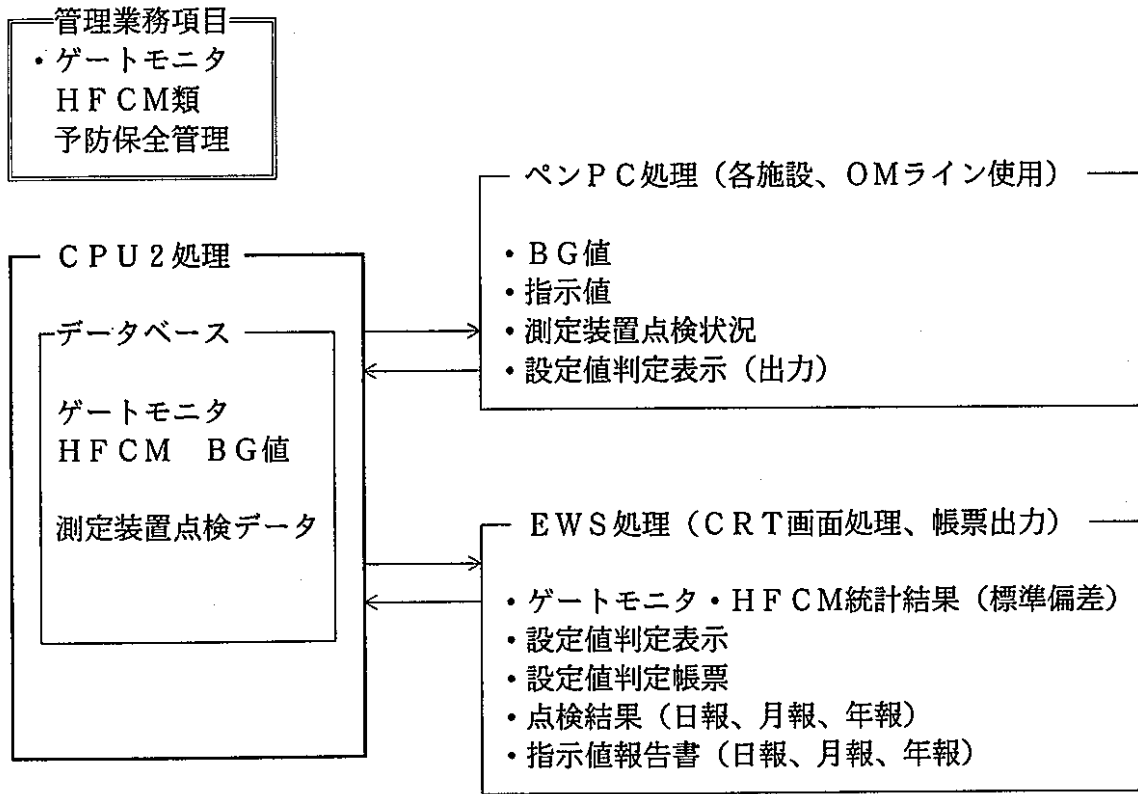 管理業務項目
・ゲートモニタ
ＨＦＣＭ類
予防保全管理
ペンＰＣ処理（各施設、ＯＭライン使用）
・ＢＧ値
・指示値
・測定装置点検状況
・設定値判定表示（出力）
ＣＰＵ２処理
データベース
ゲートモニタ
ＨＦＣＭ　ＢＧ値
測定装置点検データ
ＥＷＳ処理（ＣＲＴ画面処理、帳票出力）
・ゲートモニタ・ＨＦＣＭ統計結果（標準偏差）
・設定値判定表示
・設定値判定帳票
・点検結果（日報、月報、年報）
・指示値報告書（日報、月報、年報）